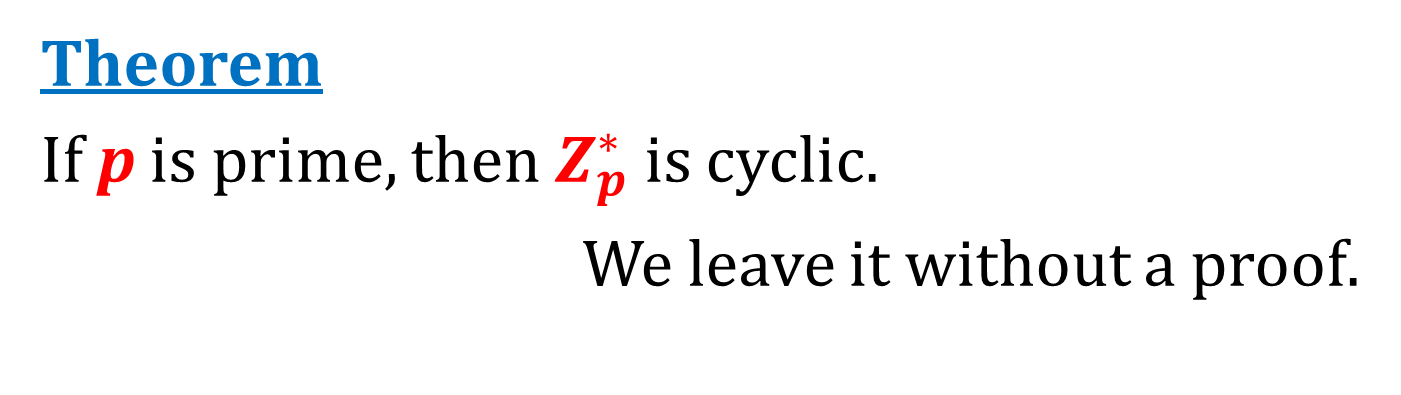 Theorem
If p is prime, then Z*p is cyclic.
We leave it without a proof.